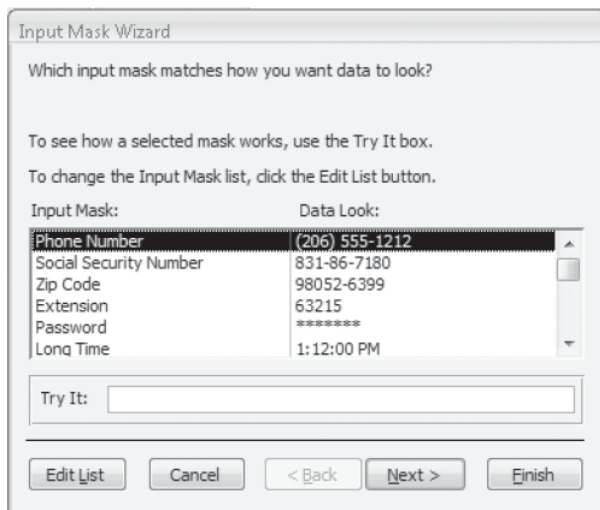 Input Mask Wizard
Which input mask matches how you want data to look?
To see how a selected mask works, use the Try It box.
To change the Input Mask list, click the Edit List button.
Input Mask: Data Look:
Phone Number (206) 555-1212
Social Security Number 831-86-7180
Zip Code 98052-6399
Extension 63215
Password *******
Long Time 1:12:00 PM
Try It:
Edit List Cancel < Back Next > Finish